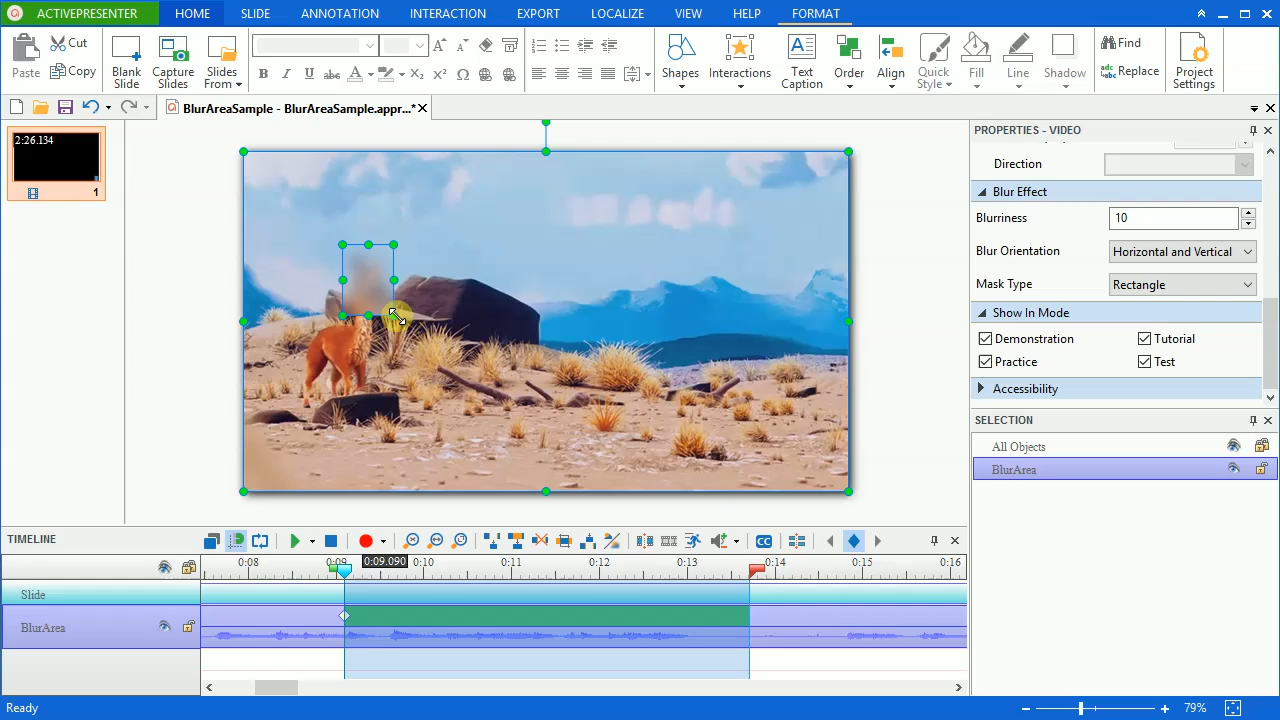 ACTIVEPRESENTER HOME SLIDE ANNOTATION INTERACTION EXPORT LOCALIZE VIEW HELP FORMAT
Paste
Cut
Copy
Blank Slide
Capture Slides
Slides From
Shapes
Interactions
Text Caption
Order
Align
Quick Style
Fill
Line
Shadow
Find
Replace
Project Settings
BlurAreaSample - BlurAreaSample.appr...*
2:26.134
1
PROPERTIES - VIDEO
Direction
Blur Effect
Blurriness 10
Blur Orientation Horizontal and Vertical
Mask Type Rectangle
Show In Mode
Demonstration Tutorial
Practice Test
Accessibility
SELECTION
All Objects
BlurArea
TIMELINE
CC
0:08 0:09 0:09.090 0:10 0:11 0:12 0:13 0:14 0:15 0:16
Slide
BlurArea
Ready
79%